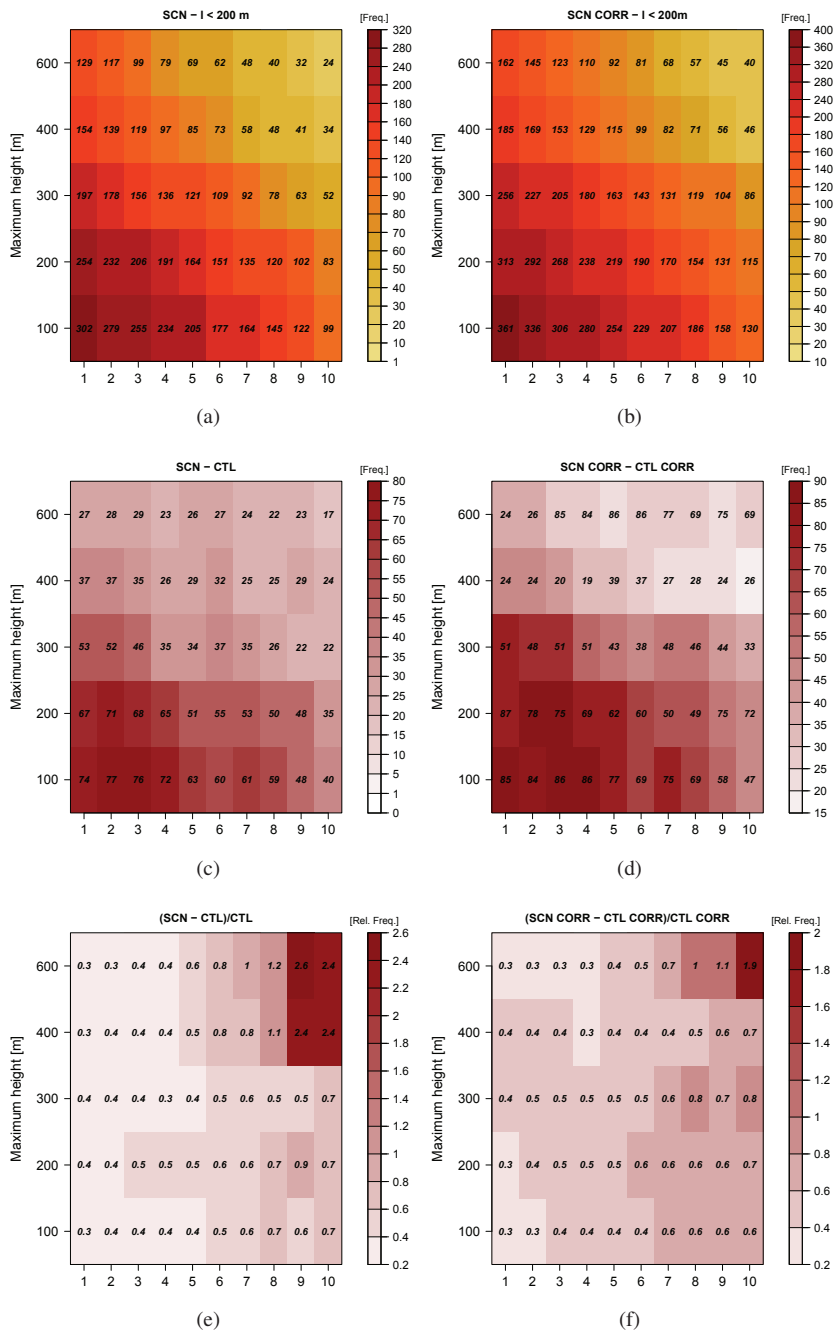 SCN − l < 200 m
[Freq.]
Maximum height [m]
600 129 117 99 79 69 62 48 40 32 24
400 154 139 119 97 85 73 58 48 41 34
300 197 178 156 136 121 109 92 78 63 52
200 254 232 206 191 164 151 135 120 102 83
100 302 279 255 234 205 177 164 145 122 99
1 2 3 4 5 6 7 8 9 10
320
200
180
160
140
120
100
80
70
60
50
40
30
20
10
1
(a)
SCN CORR − l < 200m
[Freq.]
Maximum height [m]
600 162 145 123 110 92 81 68 57 45 40
400 185 169 153 129 115 99 82 71 56 46
300 256 227 205 180 163 143 131 119 104 86
200 313 292 268 238 219 190 170 154 131 115
100 361 336 306 280 254 229 207 186 158 130
1 2 3 4 5 6 7 8 9 10
400
300
240
200
180
160
140
120
100
80
70
60
50
40
20
10
(b)
SCN − CTL
[Freq.]
Maximum height [m]
600 27 28 29 23 26 27 24 22 23 17
400 37 37 35 26 29 32 25 25 29 24
300 53 52 46 35 34 37 35 26 22 22
200 67 71 68 65 51 55 53 50 48 35
100 74 77 76 72 63 60 61 59 48 40
1 2 3 4 5 6 7 8 9 10
80
75
70
65
60
55
50
45
40
35
30
25
20
15
10
5
1
0
(c)
SCN CORR − CTL CORR
[Freq.]
Maximum height [m]
600 24 26 85 84 86 86 77 69 75 69
400 24 24 20 19 39 37 27 28 24 26
300 51 48 51 51 43 38 48 46 44 33
200 87 78 75 69 62 60 50 49 75 72
100 85 84 86 86 77 69 75 69 58 47
1 2 3 4 5 6 7 8 9 10
90
85
80
75
70
65
60
55
50
45
40
35
30
25
20
15
(d)
(SCN − CTL)/CTL
[Rel. Freq.]
Maximum height [m]
600 0.3 0.3 0.4 0.4 0.6 0.8 1 1.2 2.6 2.4
400 0.3 0.4 0.4 0.4 0.5 0.8 0.8 1.1 2.4 2.4
300 0.4 0.4 0.4 0.3 0.4 0.5 0.6 0.5 0.5 0.7
200 0.4 0.4 0.5 0.5 0.5 0.6 0.6 0.7 0.9 0.7
100 0.3 0.4 0.4 0.4 0.4 0.5 0.6 0.7 0.6 0.7
1 2 3 4 5 6 7 8 9 10
2.6
2.4
2.2
2
1.8
1.6
1.4
1.2
1
0.8
0.6
0.4
0.2
(e)
(SCN CORR − CTL CORR)/CTL CORR
[Rel. Freq.]
Maximum height [m]
600 0.3 0.3 0.3 0.3 0.4 0.5 0.7 1 1.1 1.9
400 0.4 0.4 0.4 0.3 0.4 0.4 0.4 0.5 0.6 0.7
300 0.4 0.5 0.5 0.5 0.5 0.5 0.6 0.8 0.7 0.8
200 0.3 0.4 0.5 0.5 0.5 0.6 0.6 0.6 0.6 0.7
100 0.3 0.3 0.4 0.4 0.4 0.4 0.6 0.6 0.6 0.6
1 2 3 4 5 6 7 8 9 10
2
1.8
1.6
1.4
1.2
1
0.8
0.6
0.4
0.2
(f)